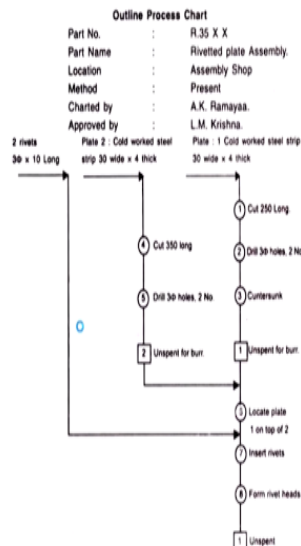 Outline Process Chart
Part No. : R.35 X X
Part Name : Rivetted plate Assembly.
Location : Assembly Shop
Method : Present
Charted by : A.K. Ramayaa.
Approved by : L.M. Krishna.
2 rivets
3Φ × 10 Long
Plate 2 : Cold worked steel
strip 30 wide × 4 thick
Plate : 1 Cold worked steel strip
30 wide × 4 thick
1 Cut 250 Long.
4 Cut 350 long
2 Drill 3Φ holes, 2 No
5 Drill 3Φ holes, 2 No
3 Cuntersunk
2 Unspent for burr.
1 Unspent for burr.
6 Locate plate
1 on top of 2
7 Insert rivets
8 Form rivet heads
1 Unspent